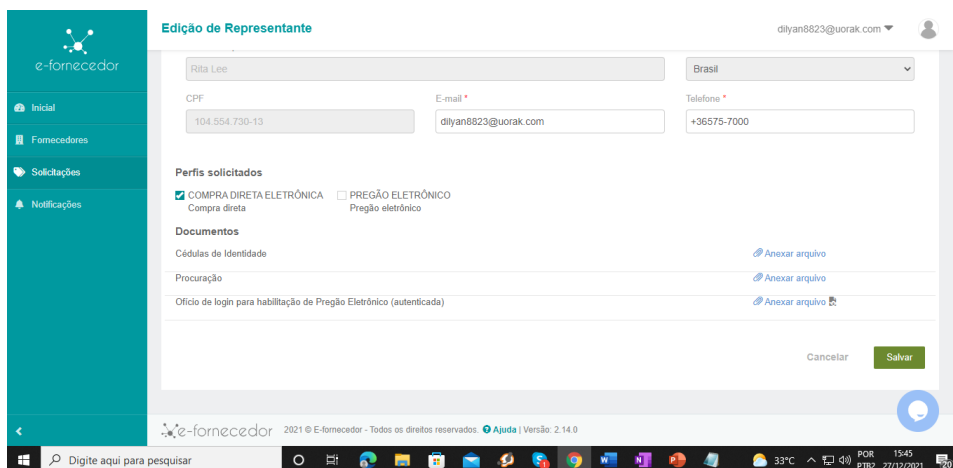 Edição de Representante
dilyan8823@uorak.com
e-fornecedor
Rita Lee
Brasil
CPF
E-mail *
Telefone *
104.554.730-13
dilyan8823@uorak.com
+36575-7000
Inicial
Fornecedores
Solicitações
Notificações
Perfis solicitados
COMPRA DIRETA ELETRÔNICA
PREGÃO ELETRÔNICO
Compra direta
Pregão eletrônico
Documentos
Cédulas de Identidade
Anexar arquivo
Procuração
Anexar arquivo
Ofício de login para habilitação de Pregão Eletrônico (autenticada)
Anexar arquivo
Cancelar
Salvar
e-fornecedor
2021 © E-fornecedor - Todos os direitos reservados. Ajuda | Versão: 2.14.0
Digite aqui para pesquisar
33°C
POR
PTB2
15:45
27/12/2021
20